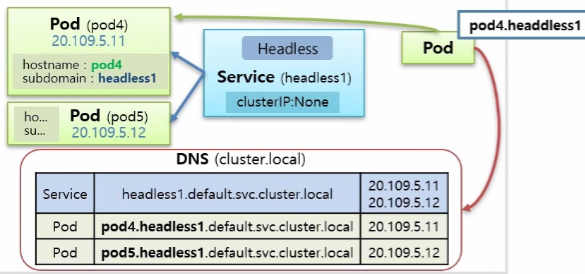 Pod (pod4)
20.109.5.11
hostname : pod4
subdomain : headless1
Headless
Service (headless1)
clusterIP:None
Pod
pod4.headdless1
ho...
su...
Pod (pod5)
20.109.5.12
DNS (cluster.local)
Service headless1.default.svc.cluster.local 20.109.5.11
20.109.5.12
Pod pod4.headless1.default.svc.cluster.local 20.109.5.11
Pod pod5.headless1.default.svc.cluster.local 20.109.5.12